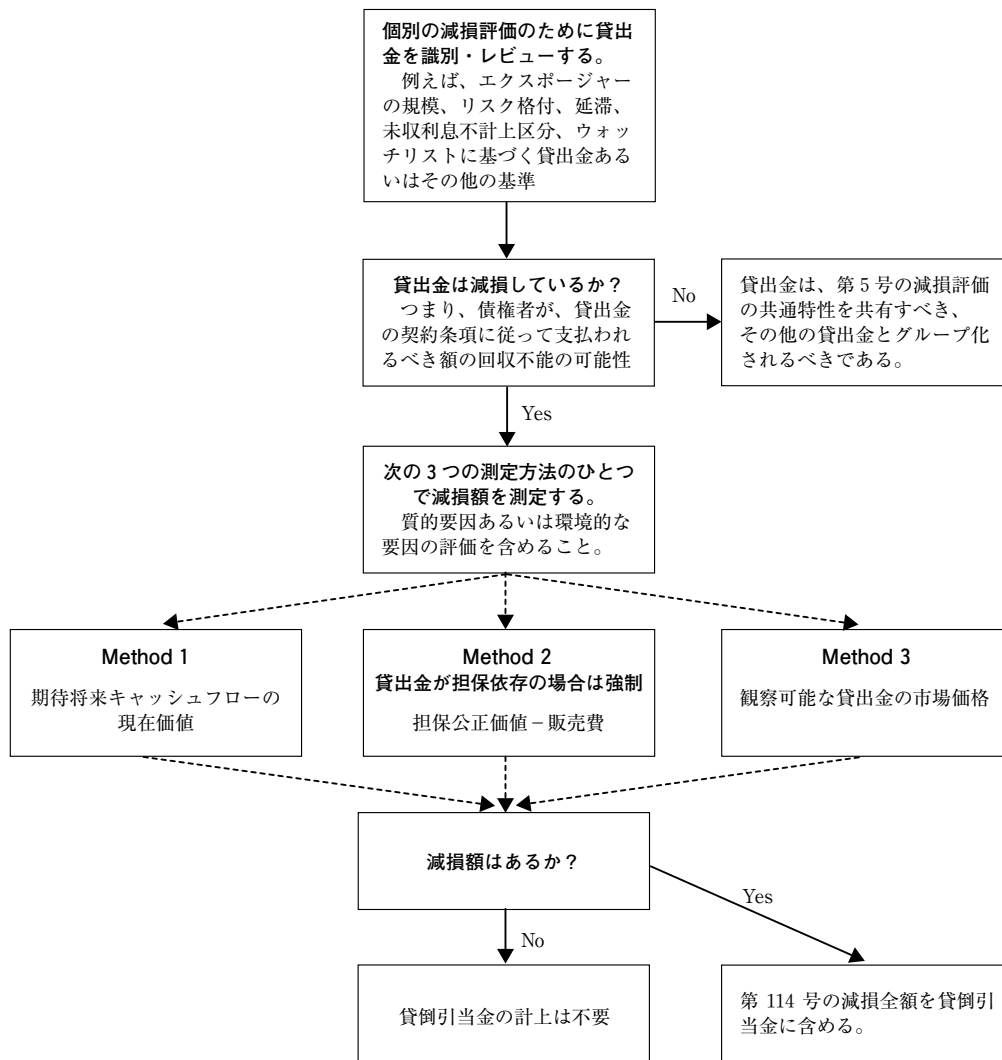 個別の減損評価のために貸出
金を識別・レビューする。
例えば、エクスポージャー
の規模、リスク格付、延滞、
未収利息不計上区分、ウォッ
チリストに基づく貸出金ある
いはその他の基準
貸出金は減損しているか？
つまり、債権者が、貸出金
の契約条項に従って支払われ
るべき額の回収不能の可能性
No
貸出金は、第5号の減損評価
の共通特性を共有すべき、
その他の貸出金とグループ化
されるべきである。
Yes
次の3つの測定方法のひとつ
で減損額を測定する。
質的要因あるいは環境的な
要因の評価を含めること。
Method 1
期待将来キャッシュフローの
現在価値
Method 2
貸出金が担保依存の場合は強制
担保公正価値－販売費
Method 3
観察可能な貸出金の市場価格
減損額はあるか？
Yes
No
貸倒引当金の計上は不要
第 114 号の減損全額を貸倒引
当金に含める。